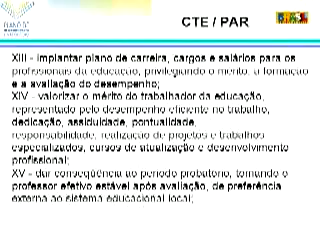 CTE / PAR
PLANO DE
XIII - implantar plano de carreira, cargos e salários para os
profissionais da educação, privilegiando o mérito, a formação
e a avaliação do desempenho;
XIV - valorizar o mérito do trabalhador da educação,
representado pelo desempenho eficiente no trabalho,
dedicação, assiduidade, pontualidade,
responsabilidade, realização de projetos e trabalhos
especializados, cursos de atualização e desenvolvimento
profissional;
XV - dar conseqüência ao período probatório, tornando o
professor efetivo estável após avaliação, de preferência
externa ao sistema educacional local;